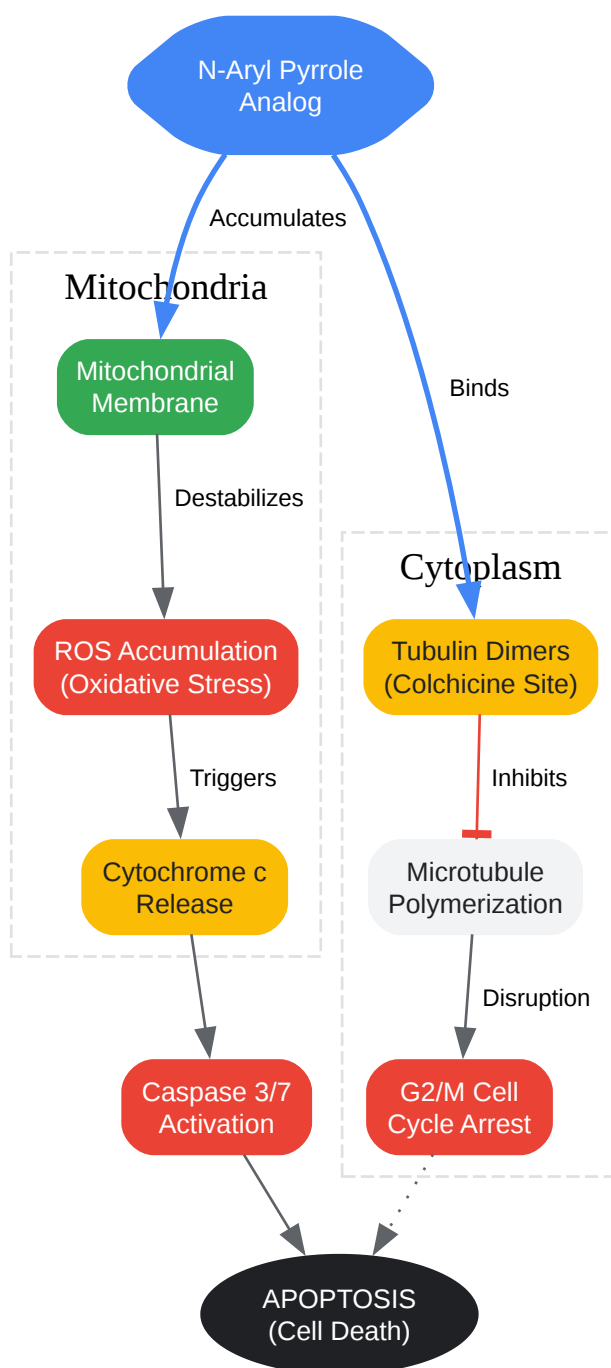 N-Aryl Pyrrole
Analog
Accumulates
Mitochondria
Mitochondrial
Membrane
Binds
Destabilizes
Cytoplasm
ROS Accumulation
(Oxidative Stress)
Tubulin Dimers
(Colchicine Site)
Triggers
Inhibits
Cytochrome c
Release
Microtubule
Polymerization
Disruption
Caspase 3/7
Activation
G2/M Cell
Cycle Arrest
APOPTOSIS
(Cell Death)